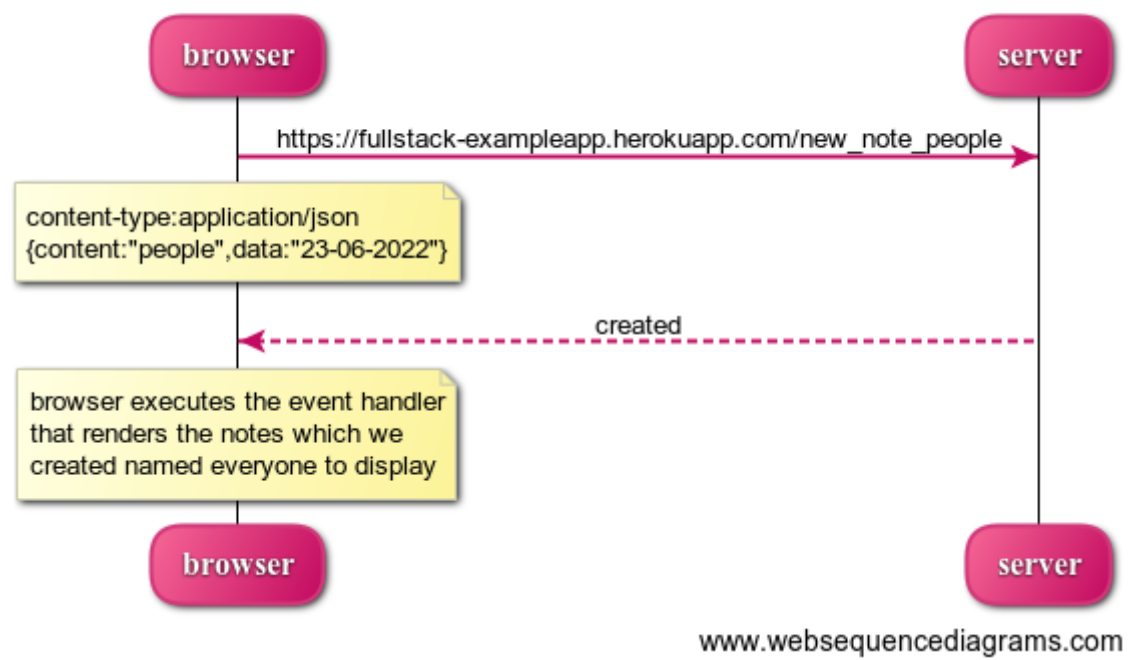 browser
server
https://fullstack-exampleapp.herokuapp.com/new_note_people
content-type:application/json
{content:"people",data:"23-06-2022"}
created
browser executes the event handler
that renders the notes which we
created named everyone to display
browser
server
www.websequencediagrams.com